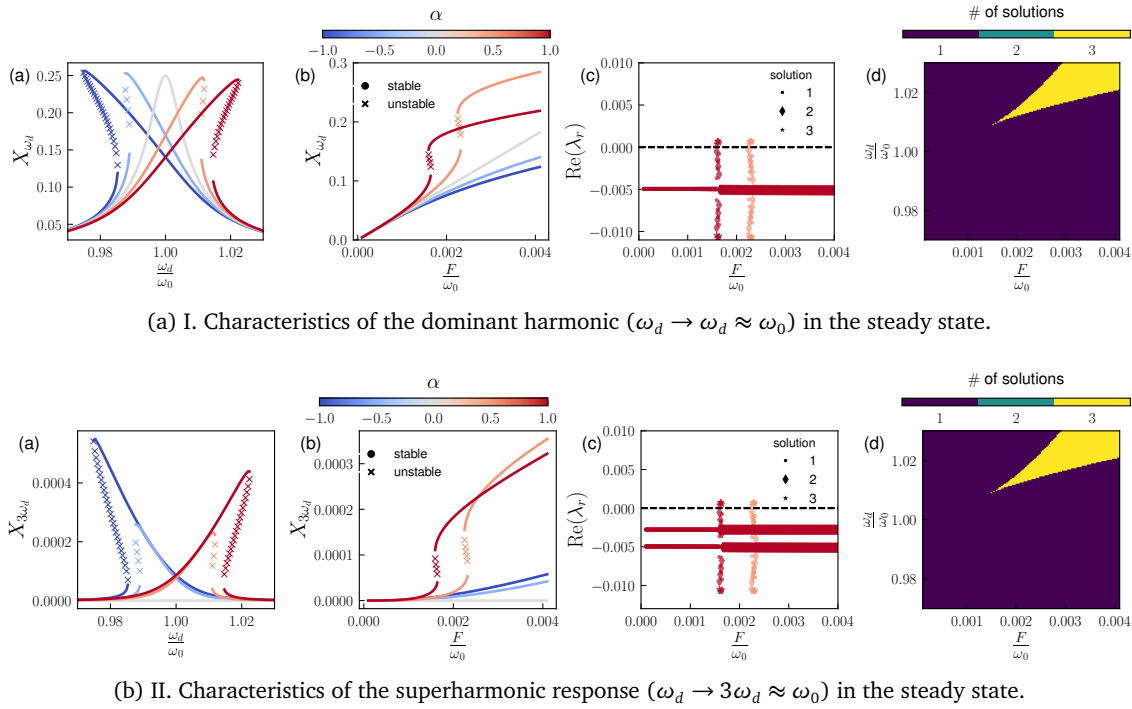 α
−1.0 −0.5 0.0 0.5 1.0
# of solutions
1 2 3
(a)
0.25
0.20
0.15
0.10
0.05
X_{ω_d}
0.98 1.00 1.02
ω_d/ω_0
(b)
0.3
0.2
0.1
0.0
X_{ω_d}
stable
unstable
0.000 0.002 0.004
F/ω_0
(c)
0.010
0.005
0.000
−0.005
−0.010
Re(λ_r)
solution
1
2
3
0.000 0.001 0.002 0.003 0.004
F/ω_0
(d)
1.02
1.00
0.98
ω_d/ω_0
0.001 0.002 0.003 0.004
F/ω_0
(a) I. Characteristics of the dominant harmonic (ω_d → ω_d ≈ ω_0) in the steady state.
α
−1.0 −0.5 0.0 0.5 1.0
# of solutions
1 2 3
(a)
0.0004
0.0002
0.0000
X_{3ω_d}
0.98 1.00 1.02
ω_d/ω_0
(b)
0.0003
0.0002
0.0001
0.0000
X_{3ω_d}
stable
unstable
0.000 0.002 0.004
F/ω_0
(c)
0.010
0.005
0.000
−0.005
−0.010
Re(λ_r)
solution
1
2
3
0.000 0.001 0.002 0.003 0.004
F/ω_0
(d)
1.02
1.00
0.98
ω_d/ω_0
0.001 0.002 0.003 0.004
F/ω_0
(b) II. Characteristics of the superharmonic response (ω_d → 3ω_d ≈ ω_0) in the steady state.